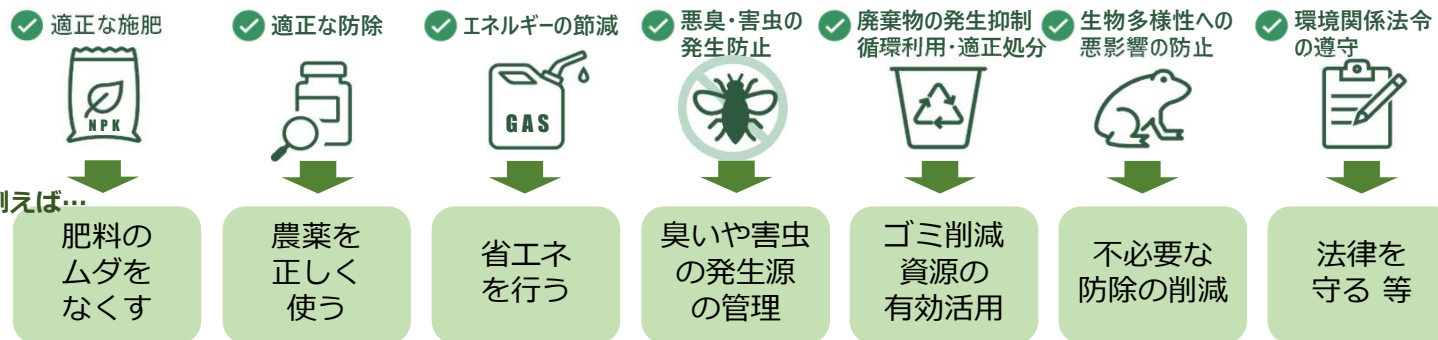 適正な施肥
適正な防除
エネルギーの節減
悪臭・害虫の
発生防止
廃棄物の発生抑制
循環利用・適正処分
生物多様性への
悪影響の防止
環境関係法令
の遵守
NPK
GAS
例えば…
肥料の
ムダを
なくす
農薬を
正しく
使う
省エネ
を行う
臭いや害虫
の発生源
の管理
ゴミ削減
資源の
有効活用
不必要な
防除の削減
法律を
守る 等